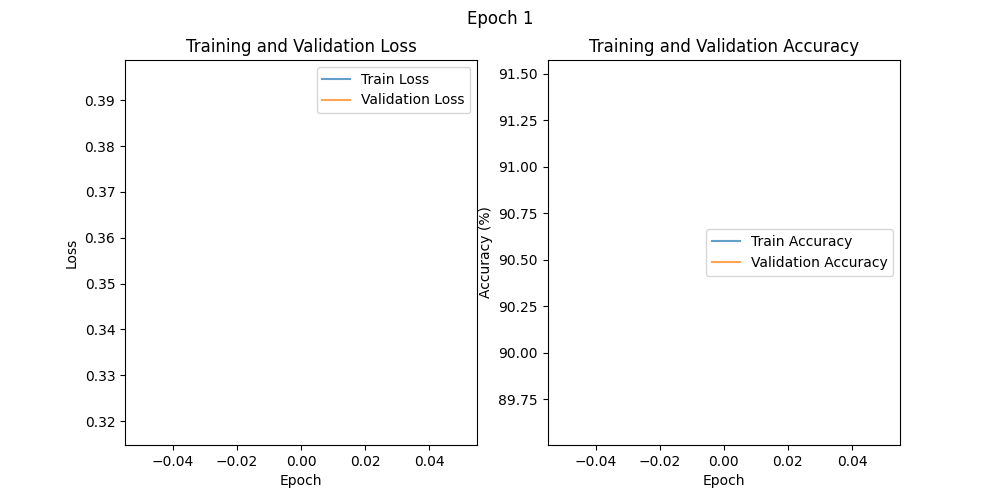 Epoch 1
Training and Validation Loss
Train Loss
Validation Loss
0.39
0.38
0.37
0.36
0.35
0.34
0.33
0.32
Loss
−0.04
−0.02
0.00
0.02
0.04
Epoch
Training and Validation Accuracy
91.50
91.25
91.00
90.75
90.50
90.25
90.00
89.75
Accuracy (%)
Train Accuracy
Validation Accuracy
−0.04
−0.02
0.00
0.02
0.04
Epoch